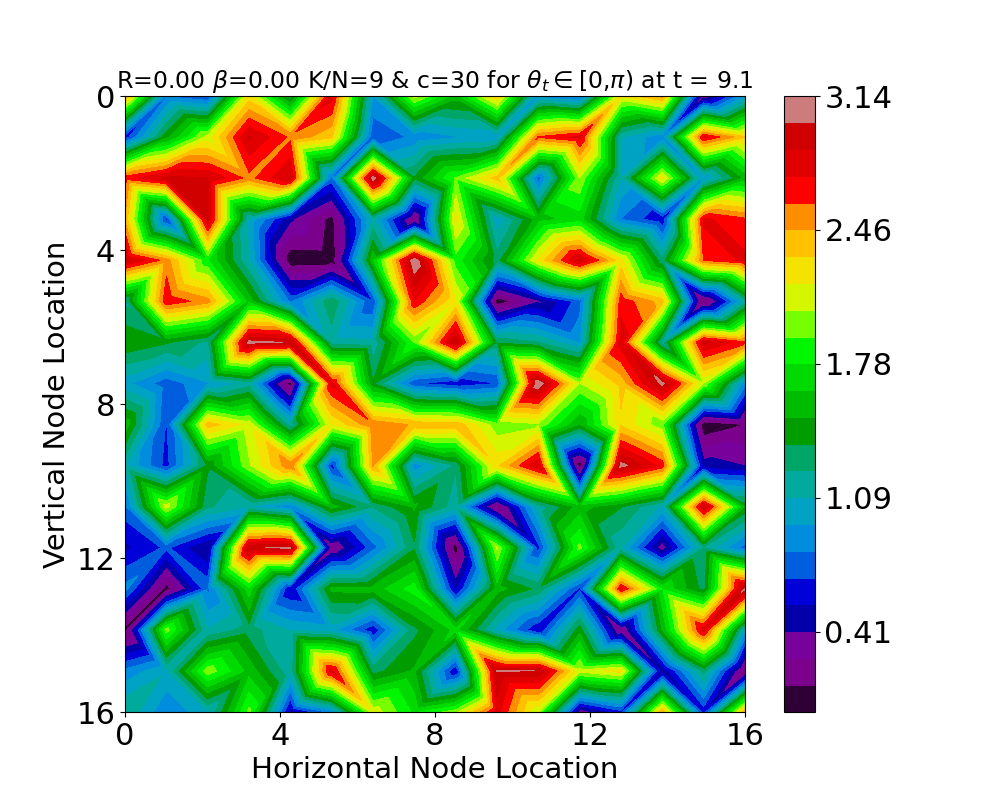 R=0.00 β=0.00 K/N=9 & c=30 for θ_t ∈ [0,π) at t = 9.1
0
4
8
12
16
Vertical Node Location
0 4 8 12 16
Horizontal Node Location
3.14
2.46
1.78
1.09
0.41